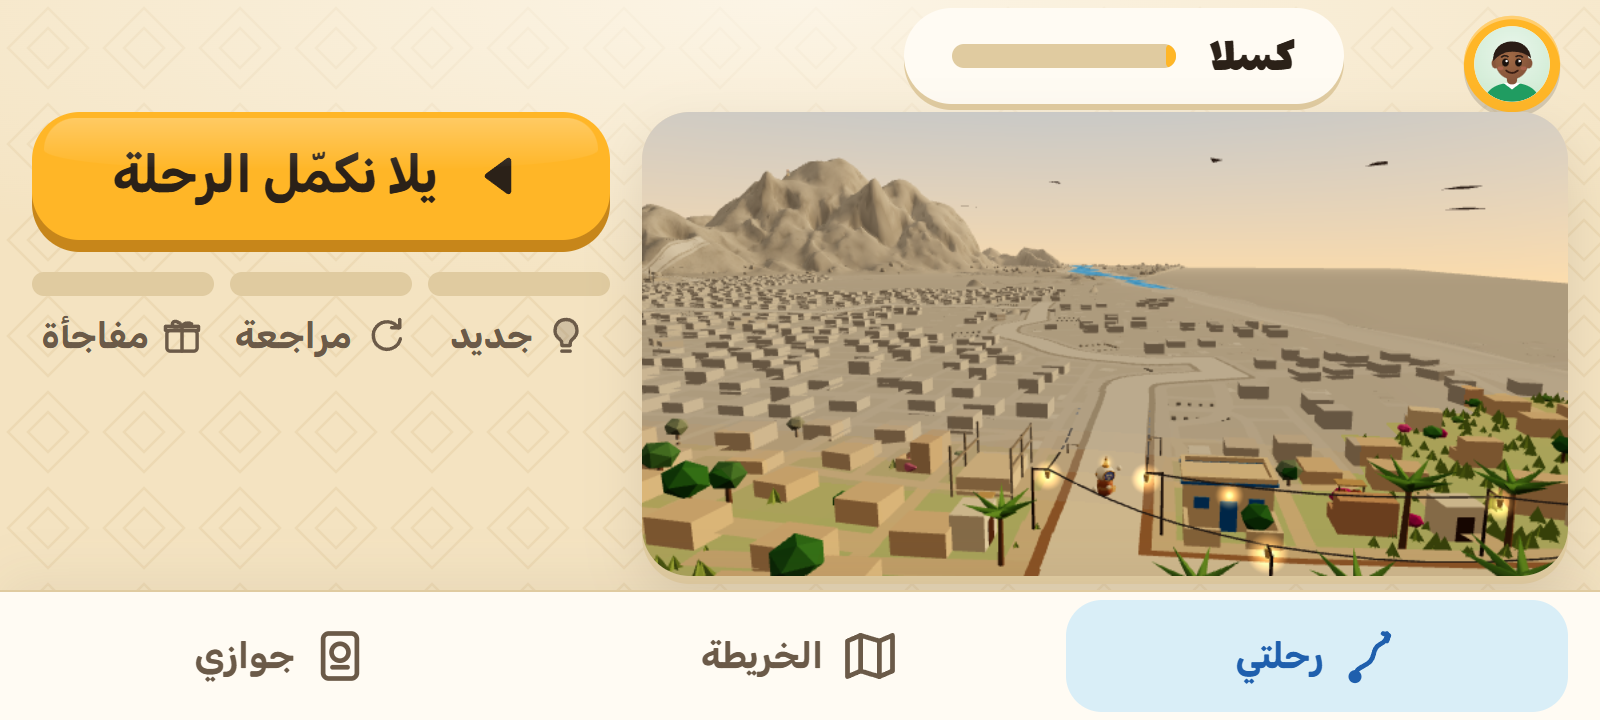 كسلا
يلا نكمّل الرحلة
جديد
مراجعة
مفاجأة
رحلتي
الخريطة
جوازي